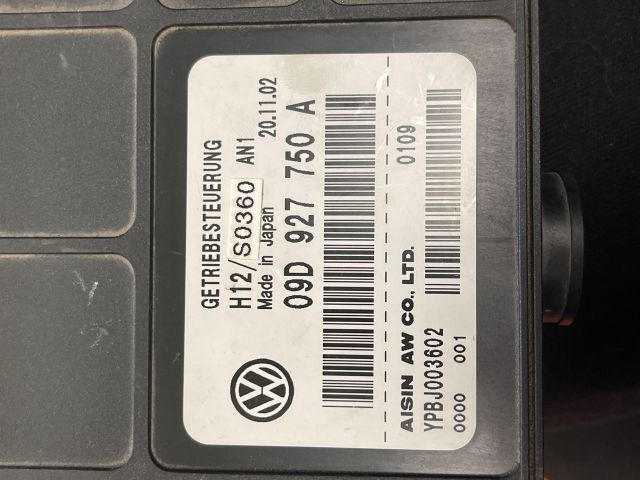 GETRIEBESTEUERUNG
H12/S0360 AN1
Made in Japan 20.11.02
09D 927 750 A
AISIN AW CO., LTD. 0109
YPBJ003602
0000 001